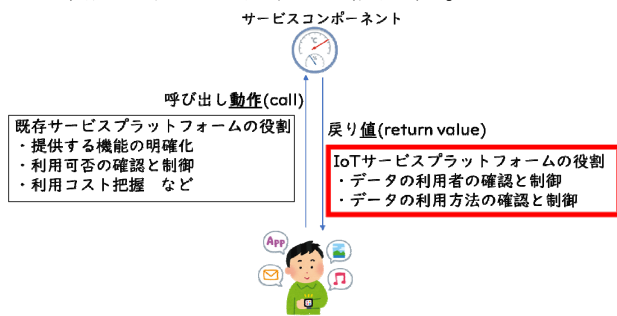 サービスコンポーネント
℃
呼び出し動作(call)
既存サービスプラットフォームの役割
・提供する機能の明確化
・利用可否の確認と制御
・利用コスト把握 など
戻り値(return value)
IoTサービスプラットフォームの役割
・データの利用者の確認と制御
・データの利用方法の確認と制御
App